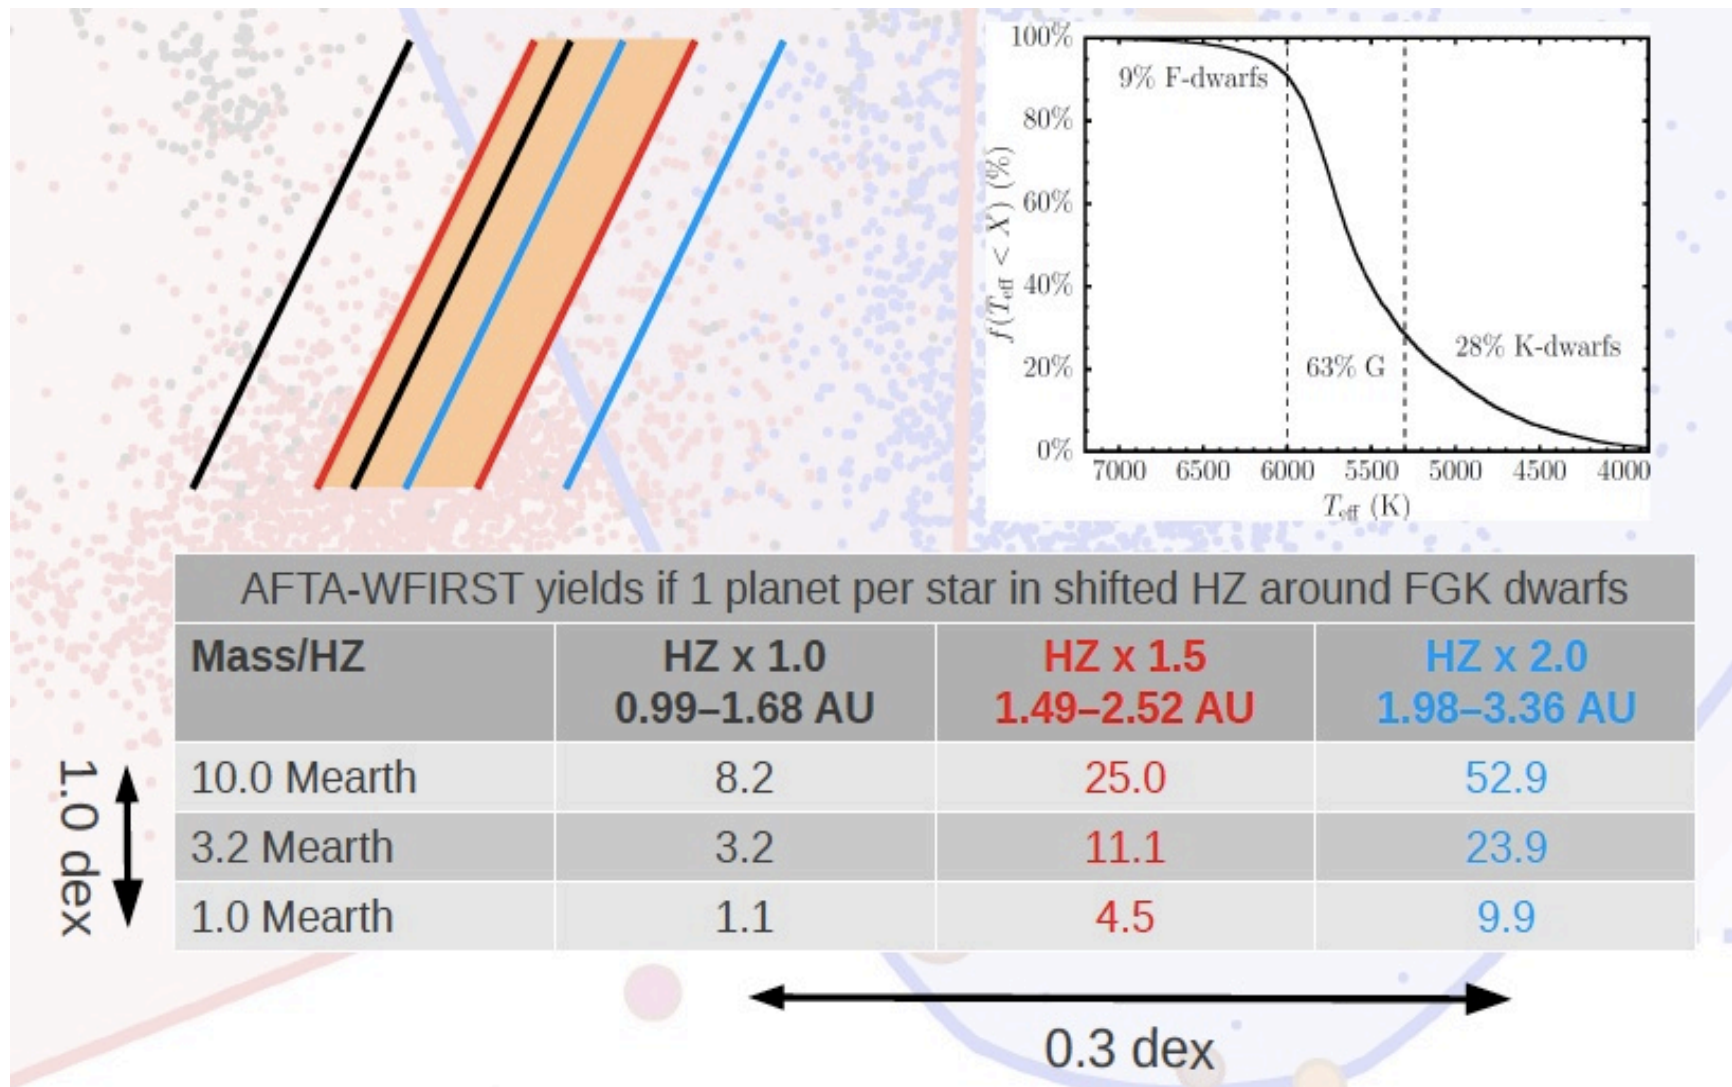 100%
80%
60%
40%
20%
0%
f(T_eff < X) (%)
9% F-dwarfs
63% G
28% K-dwarfs
7000 6500 6000 5500 5000 4500 4000
T_eff (K)
AFTA-WFIRST yields if 1 planet per star in shifted HZ around FGK dwarfs
Mass/HZ HZ x 1.0 HZ x 1.5 HZ x 2.0
0.99–1.68 AU 1.49–2.52 AU 1.98–3.36 AU
10.0 Mearth 8.2 25.0 52.9
3.2 Mearth 3.2 11.1 23.9
1.0 Mearth 1.1 4.5 9.9
1.0 dex
0.3 dex